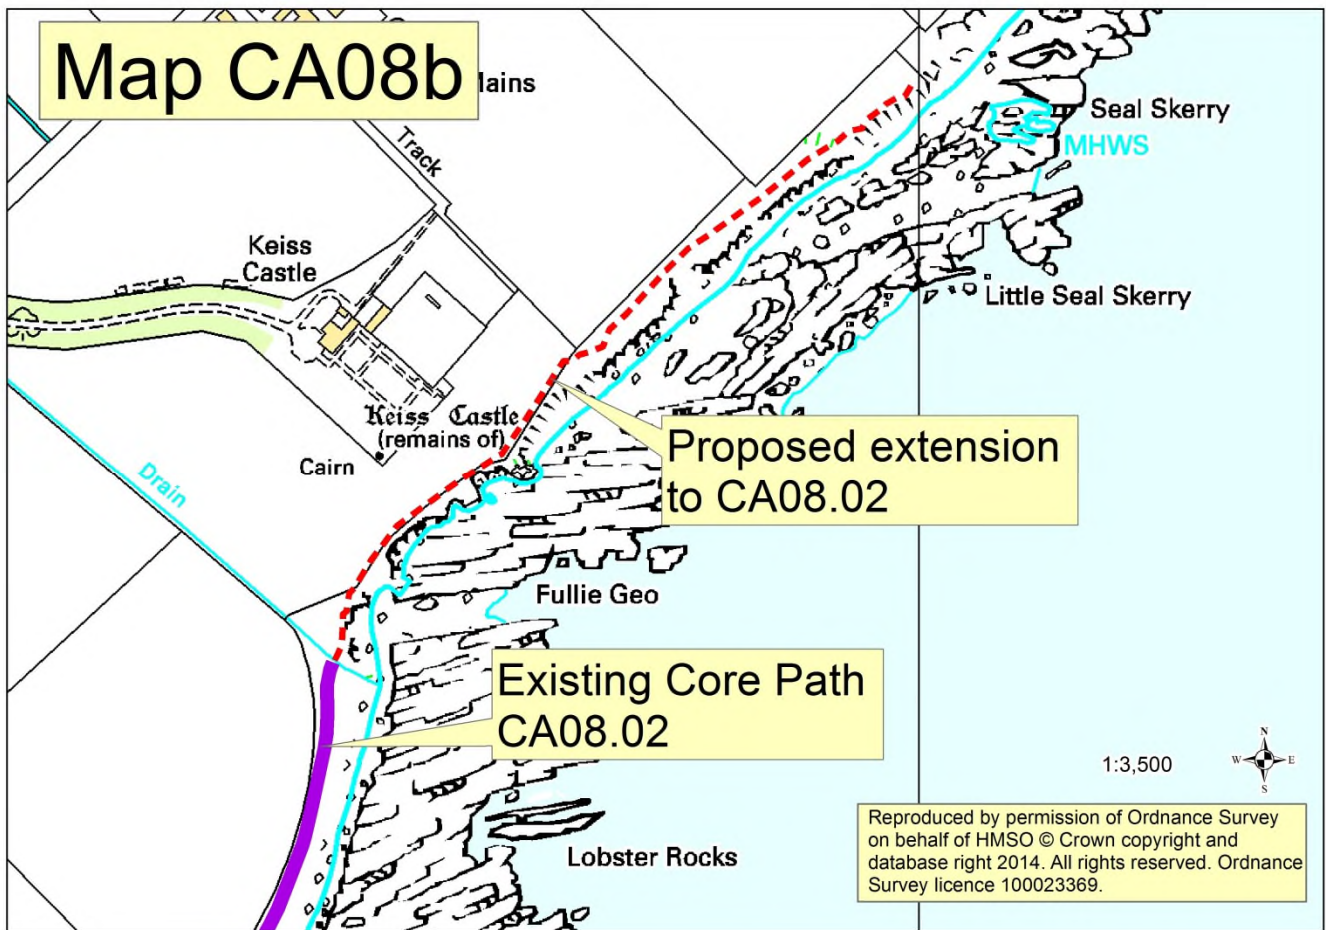 Map CA08b
Track
Seal Skerry
MHWS
Keiss
Castle
Little Seal Skerry
Keiss Castle
(remains of)
Cairn
Proposed extension
to CA08.02
Drain
Fullie Geo
Existing Core Path
CA08.02
1:3,500
N
W E
S
Lobster Rocks
Reproduced by permission of Ordnance Survey
on behalf of HMSO © Crown copyright and
database right 2014. All rights reserved. Ordnance
Survey licence 100023369.